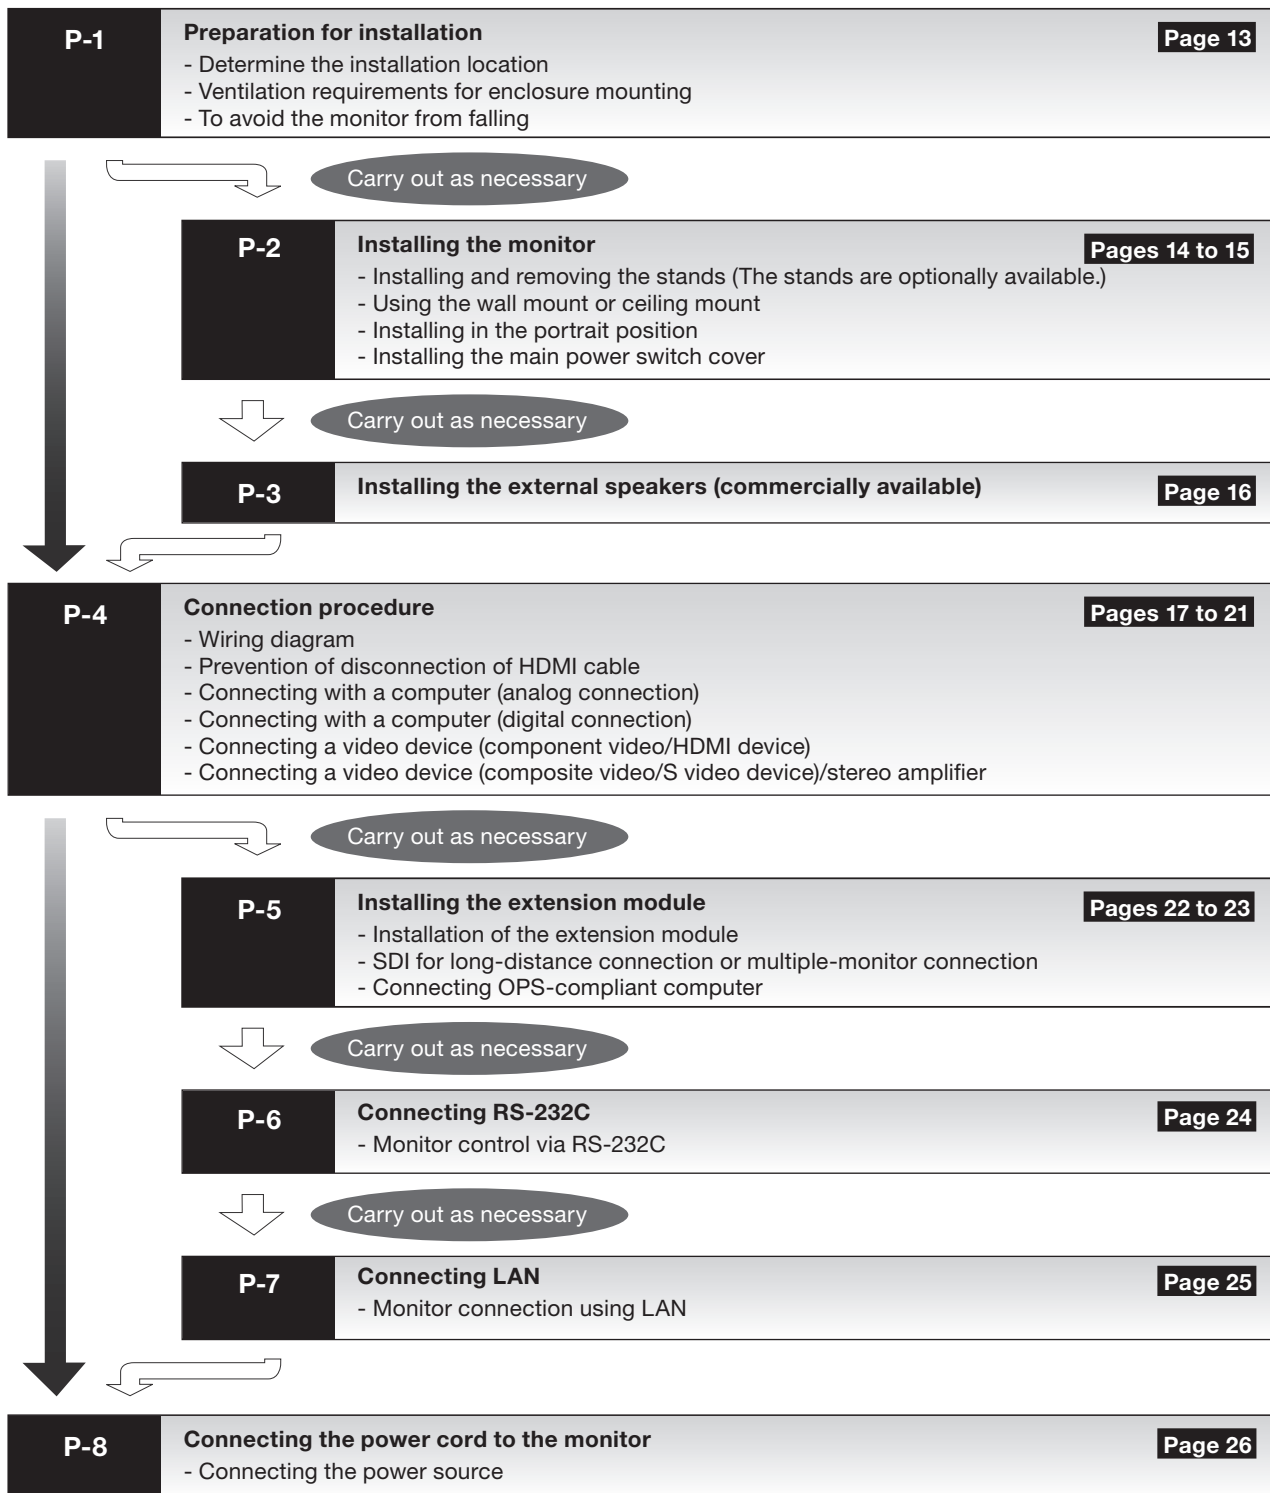 P-1
Preparation for installation
Page 13
- Determine the installation location
- Ventilation requirements for enclosure mounting
- To avoid the monitor from falling
Carry out as necessary
P-2
Installing the monitor
Pages 14 to 15
- Installing and removing the stands (The stands are optionally available.)
- Using the wall mount or ceiling mount
- Installing in the portrait position
- Installing the main power switch cover
Carry out as necessary
P-3
Installing the external speakers (commercially available)
Page 16
P-4
Connection procedure
Pages 17 to 21
- Wiring diagram
- Prevention of disconnection of HDMI cable
- Connecting with a computer (analog connection)
- Connecting with a computer (digital connection)
- Connecting a video device (component video/HDMI device)
- Connecting a video device (composite video/S video device)/stereo amplifier
Carry out as necessary
P-5
Installing the extension module
Pages 22 to 23
- Installation of the extension module
- SDI for long-distance connection or multiple-monitor connection
- Connecting OPS-compliant computer
Carry out as necessary
P-6
Connecting RS-232C
Page 24
- Monitor control via RS-232C
Carry out as necessary
P-7
Connecting LAN
Page 25
- Monitor connection using LAN
P-8
Connecting the power cord to the monitor
Page 26
- Connecting the power source